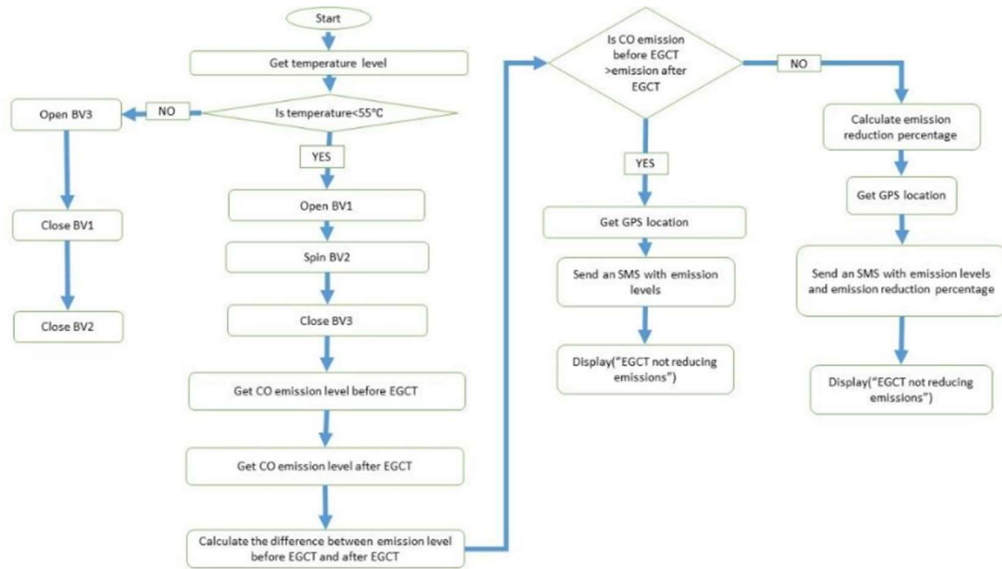 Start
Get temperature level
Is temperature<55°C
NO
Open BV3
Close BV1
Close BV2
YES
Open BV1
Spin BV2
Close BV3
Get CO emission level before EGCT
Get CO emission level after EGCT
Calculate the difference between emission level
before EGCT and after EGCT
Is CO emission
before EGCT
>emission after
EGCT
YES
Get GPS location
Send an SMS with emission
levels
Display(“EGCT not reducing
emissions”)
NO
Calculate emission
reduction percentage
Get GPS location
Send an SMS with emission levels
and emission reduction percentage
Display(“EGCT not reducing
emissions”)